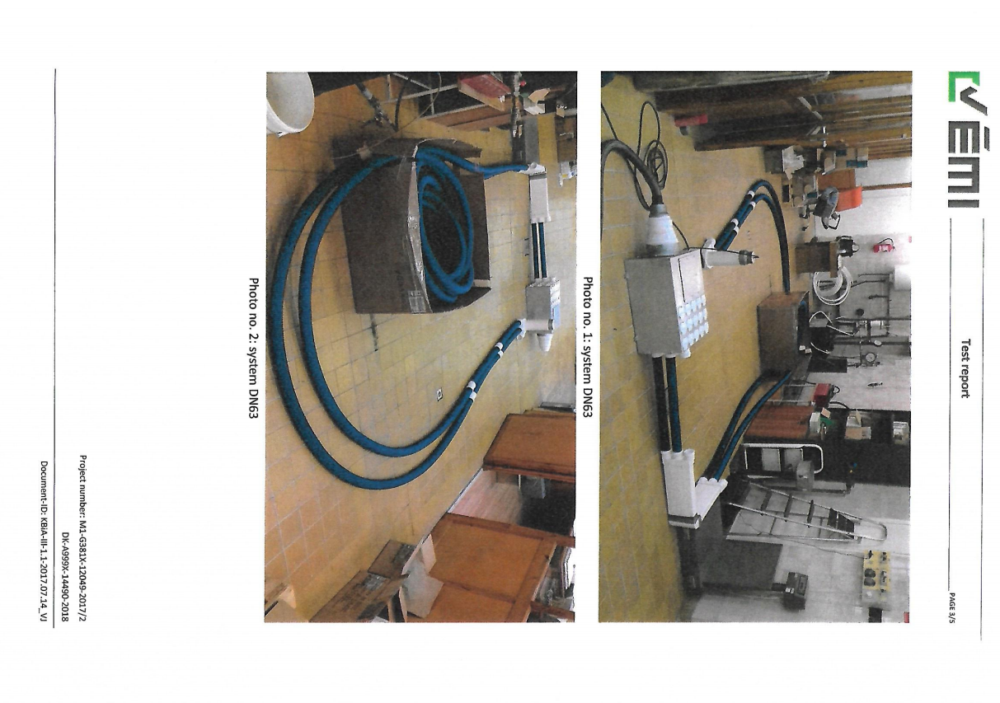 ÉMI
Test report
PAGE 3/5
Photo no. 1: system DN63
Photo no. 2: system DN63
Project number: M1-G381X-12049-2017/2
DK-A999X-14490-2018
Document-ID: KBiA-III-1.1-2017.07.14_VJ